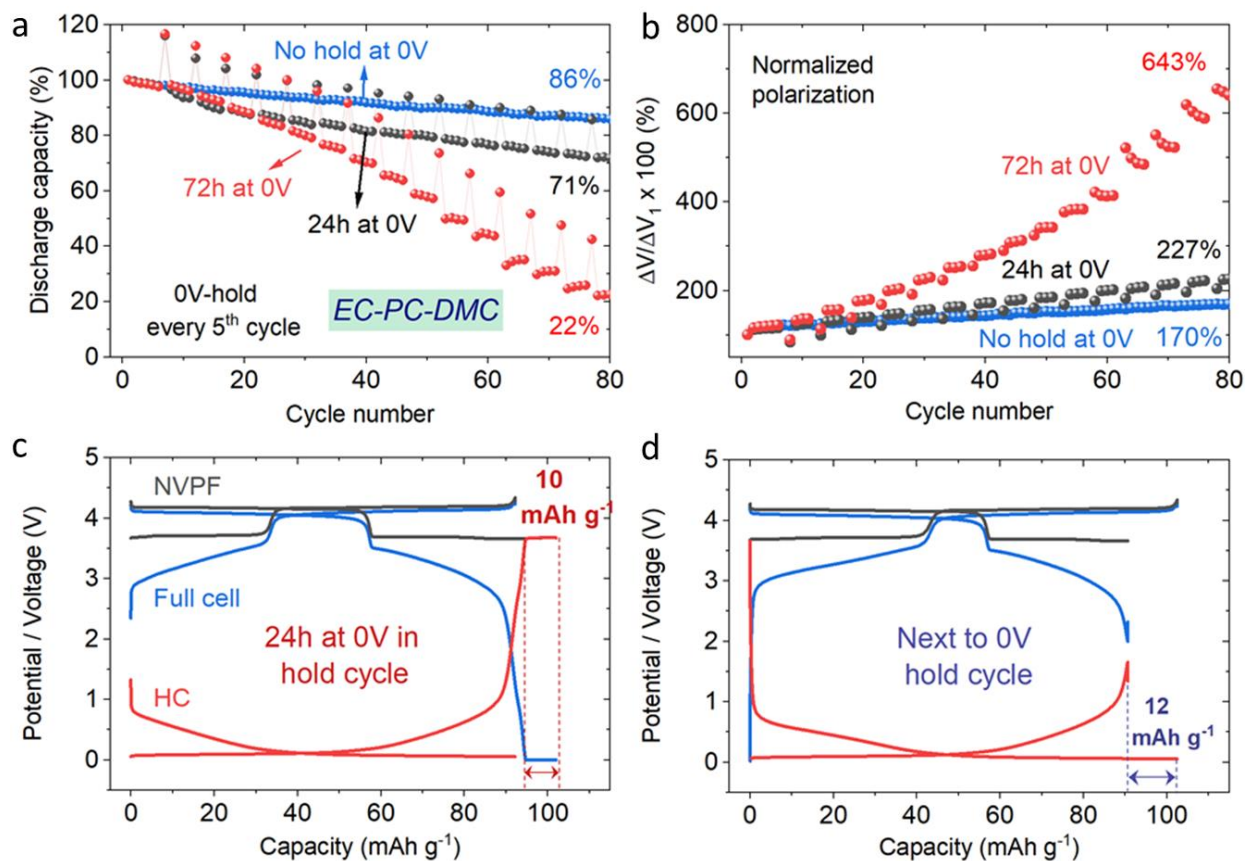 a
120
100
80
60
40
20
0
Discharge capacity (%)
No hold at 0V
86%
72h at 0V
71%
24h at 0V
0V-hold
every 5th cycle
EC-PC-DMC
22%
0 20 40 60 80
Cycle number
b
800
600
400
200
ΔV/ΔV₁ x 100 (%)
Normalized
polarization
643%
72h at 0V
24h at 0V
227%
No hold at 0V
170%
0 20 40 60 80
Cycle number
c
5
4
3
2
1
0
Potential / Voltage (V)
NVPF
10
mAh g⁻¹
Full cell
24h at 0V in
hold cycle
HC
0 20 40 60 80 100
Capacity (mAh g⁻¹)
d
5
4
3
2
1
0
Potential / Voltage (V)
Next to 0V
hold cycle
12
mAh g⁻¹
0 20 40 60 80 100
Capacity (mAh g⁻¹)